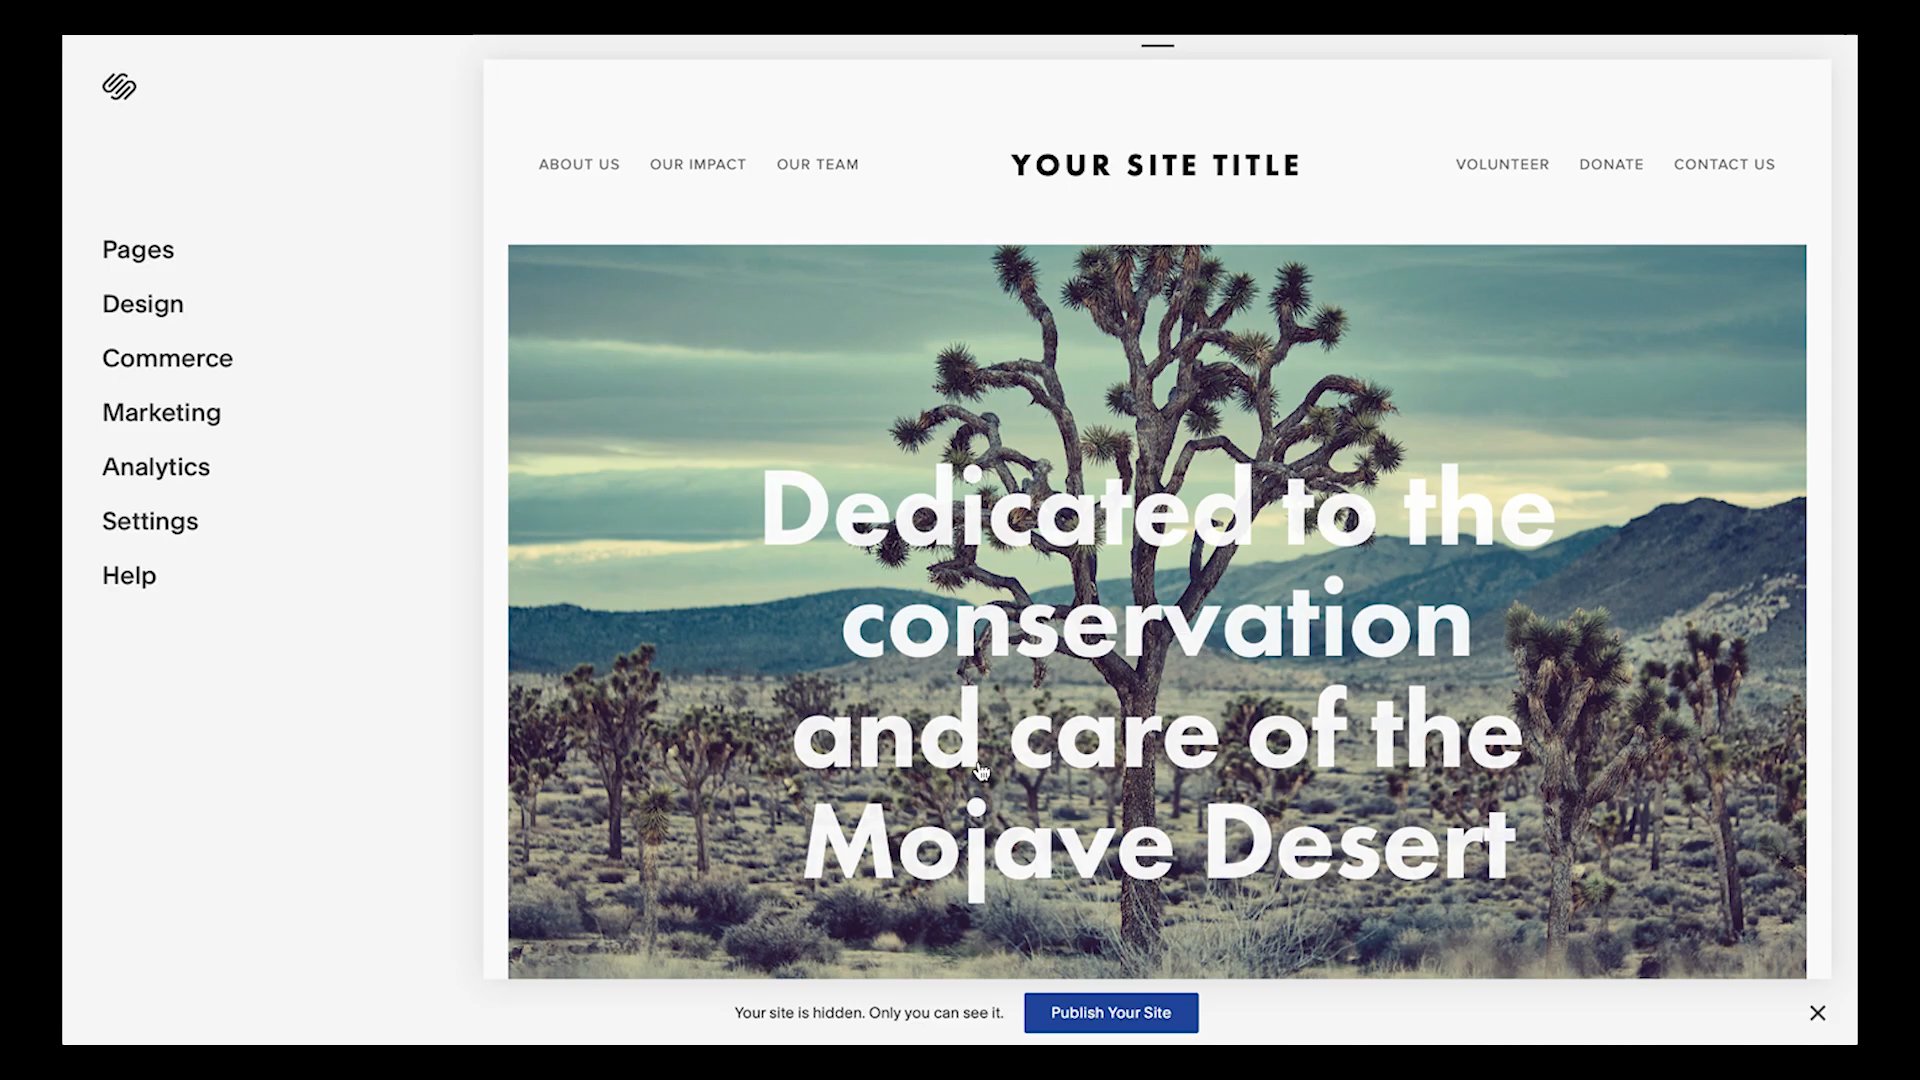 Pages
Design
Commerce
Marketing
Analytics
Settings
Help
ABOUT US OUR IMPACT OUR TEAM YOUR SITE TITLE VOLUNTEER DONATE CONTACT US
Dedicated to the
conservation
and care of the
Mojave Desert
Your site is hidden. Only you can see it. Publish Your Site